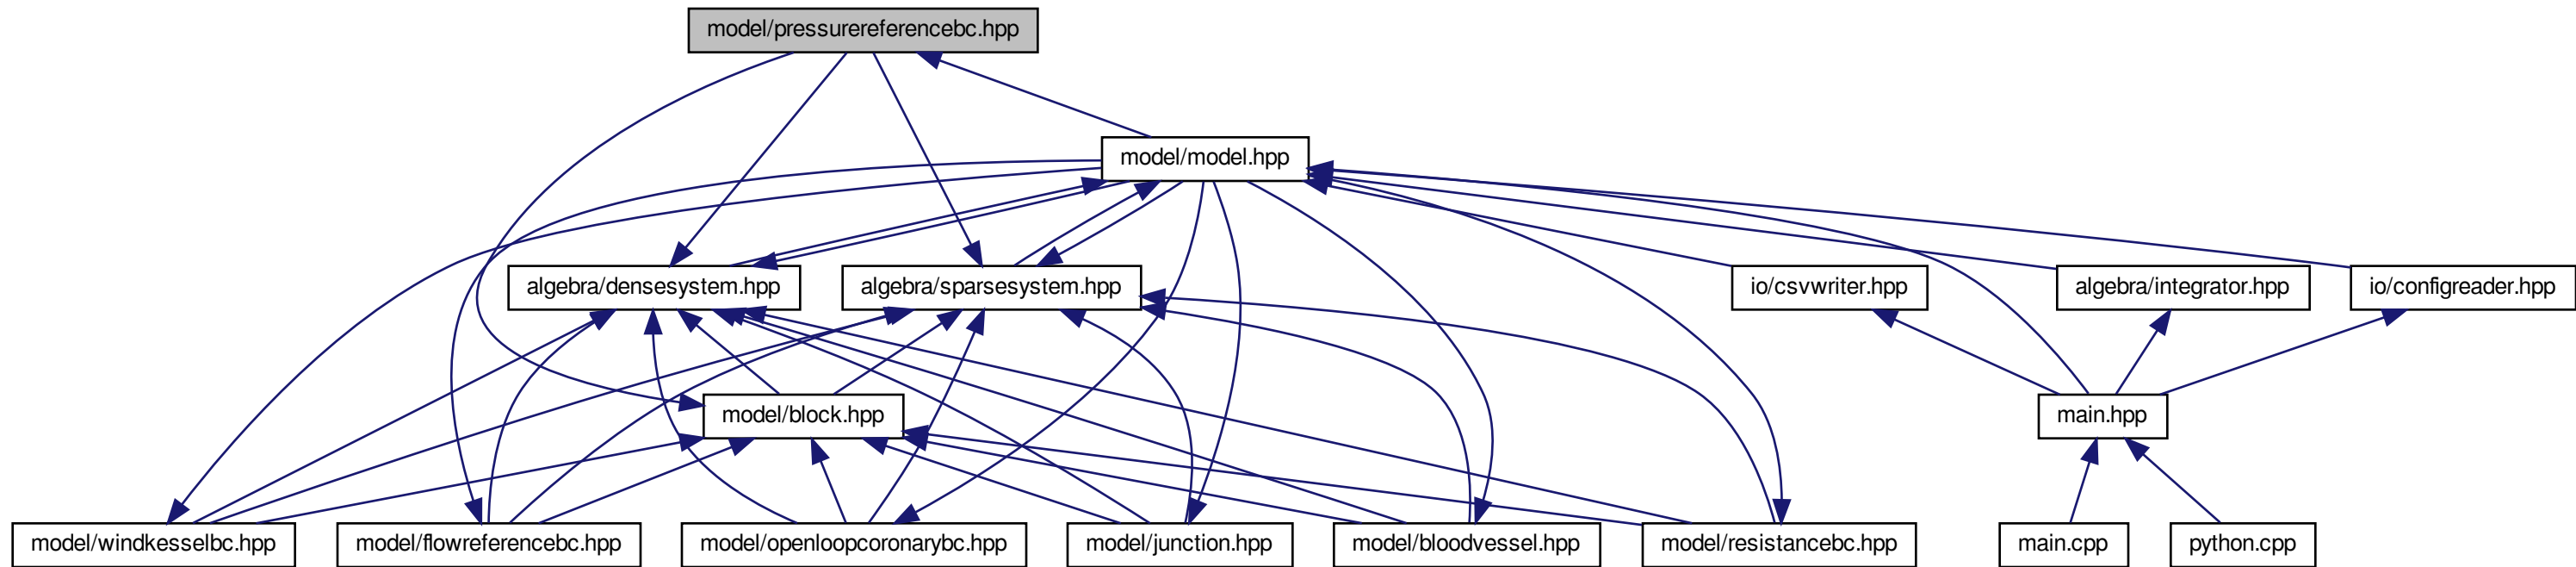 model/pressurereferencebc.hpp
model/model.hpp
algebra/densesystem.hpp
algebra/sparsesystem.hpp
io/csvwriter.hpp
algebra/integrator.hpp
io/configreader.hpp
model/block.hpp
main.hpp
model/windkesselbc.hpp
model/flowreferencebc.hpp
model/openloopcoronarybc.hpp
model/junction.hpp
model/bloodvessel.hpp
model/resistancebc.hpp
main.cpp
python.cpp